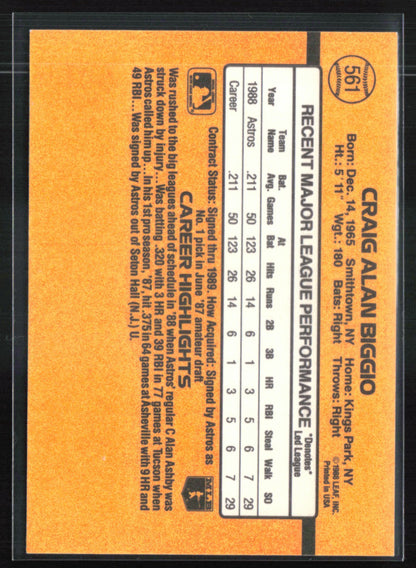 561
CRAIG ALAN BIGGIO
Born: Dec. 14, 1965 Smithtown, NY Home: Kings Park, NY
Ht.: 5' 11" Wgt.: 180 Bats: Right Throws: Right
©1988 LEAF, INC.
Printed in USA
RECENT MAJOR LEAGUE PERFORMANCE
"Denotes"
Led League
Year Team Name Bat. Avg. Games At Bat Hits Runs 2B 3B HR RBI Steal Walk SO
1988 Astros .211 50 123 26 14 6 1 3 5 6 7 29
Career .211 50 123 26 14 6 1 3 5 6 7 29
Contract Status: Signed thru 1989. How Acquired: Signed by Astros as
No. 1 pick in June '87 amateur draft
CAREER HIGHLIGHTS
Was rushed to the big leagues ahead of schedule in '88 when Astros' regular C Alan Ashby was
struck down by injury... Was batting .320 with 3 HR and 39 RBI in 77 games at Tucson when
Astros called him up... In his 1st pro season, '87, hit .375 in 64 games at Asheville with 9 HR and
49 RBI... Was signed by Astros out of Seton Hall (N.J.) U.